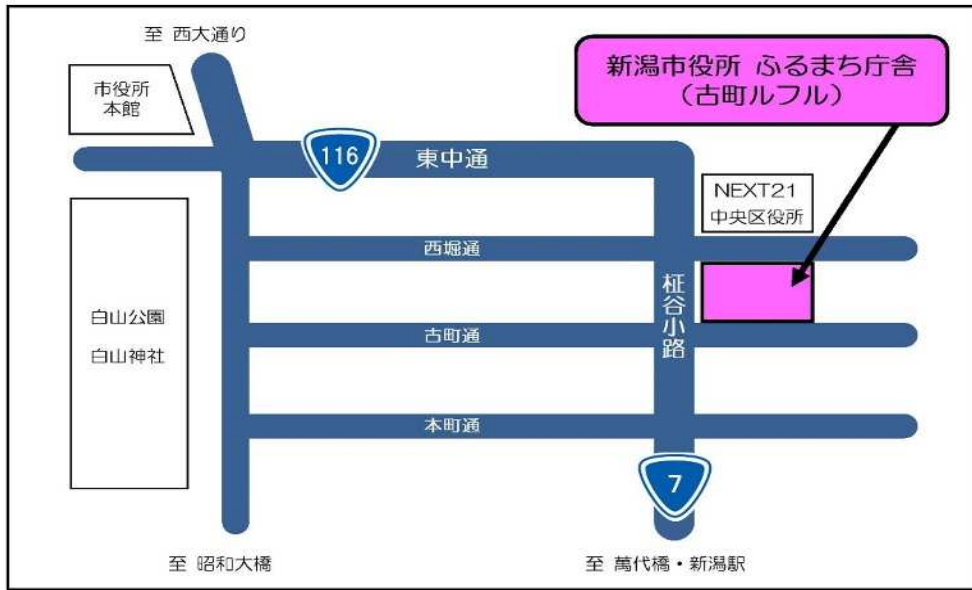 至 西大通り
市役所
本館
新潟市役所 ふるまち庁舎
（古町ルフル）
116
東中通
NEXT21
中央区役所
西堀通
柾谷小路
白山公園
白山神社
古町通
本町通
7
至 昭和大橋
至 萬代橋・新潟駅